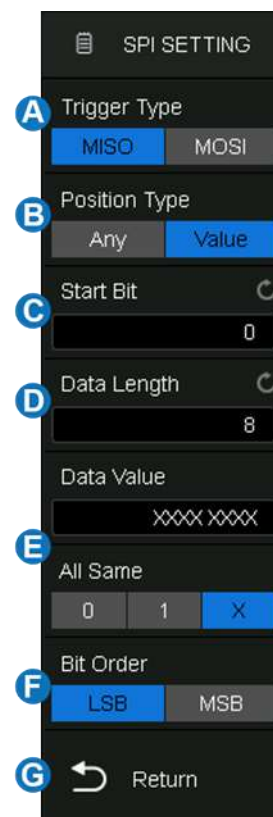 SPI SETTING
A Trigger Type
MISO MOSI
B Position Type
Any Value
C Start Bit
0
D Data Length
8
Data Value
XXXX XXXX
E
All Same
0 1 X
Bit Order
F LSB MSB
G Return